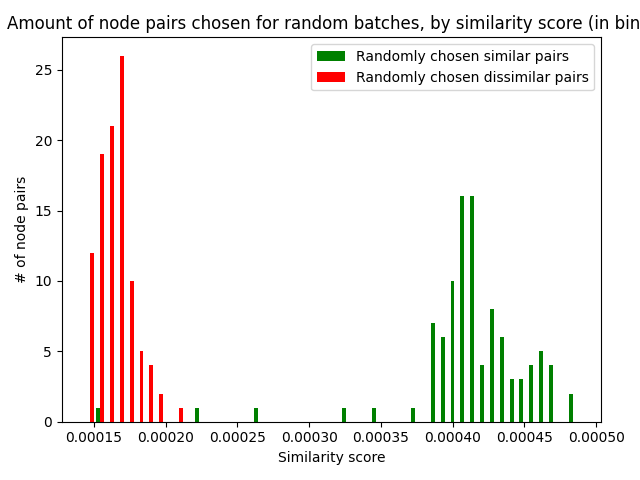 Amount of node pairs chosen for random batches, by similarity score (in bin
Randomly chosen similar pairs
Randomly chosen dissimilar pairs
25
20
15
10
5
0
# of node pairs
0.00015 0.00020 0.00025 0.00030 0.00035 0.00040 0.00045 0.00050
Similarity score